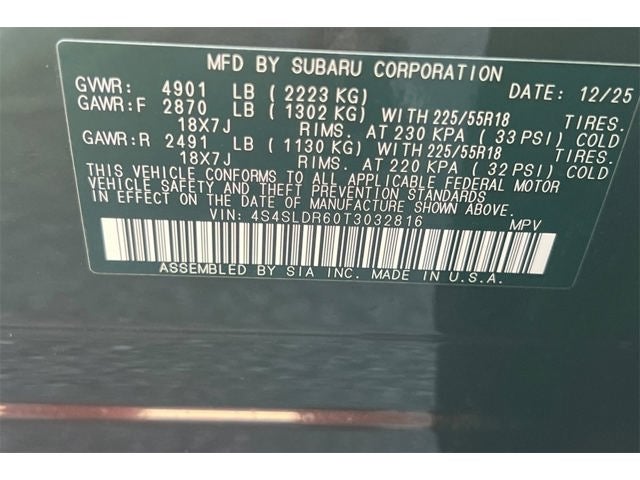 MFD BY SUBARU CORPORATION
GVWR: 4901 LB (2223 KG) DATE: 12/25
GAWR:F 2870 LB (1302 KG) WITH 225/55R18 TIRES.
18X7J RIMS. AT 230 KPA (33 PSI) COLD
GAWR:R 2491 LB (1130 KG) WITH 225/55R18 TIRES.
18X7J RIMS. AT 220 KPA (32 PSI) COLD
THIS VEHICLE CONFORMS TO ALL APPLICABLE FEDERAL MOTOR
VEHICLE SAFETY AND THEFT PREVENTION STANDARDS
IN EFFECT ON THE DATE OF MANUFACTURE SHOWN ABOVE.
VIN: 4S4SLDR60T3032816 MPV
ASSEMBLED BY SIA INC. MADE IN U.S.A.